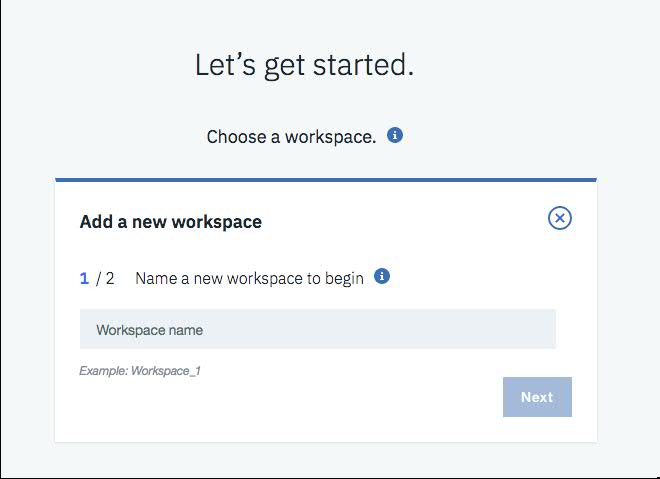 Let's get started.
Choose a workspace.
Add a new workspace
1 / 2 Name a new workspace to begin
Workspace name
Example: Workspace_1
Next